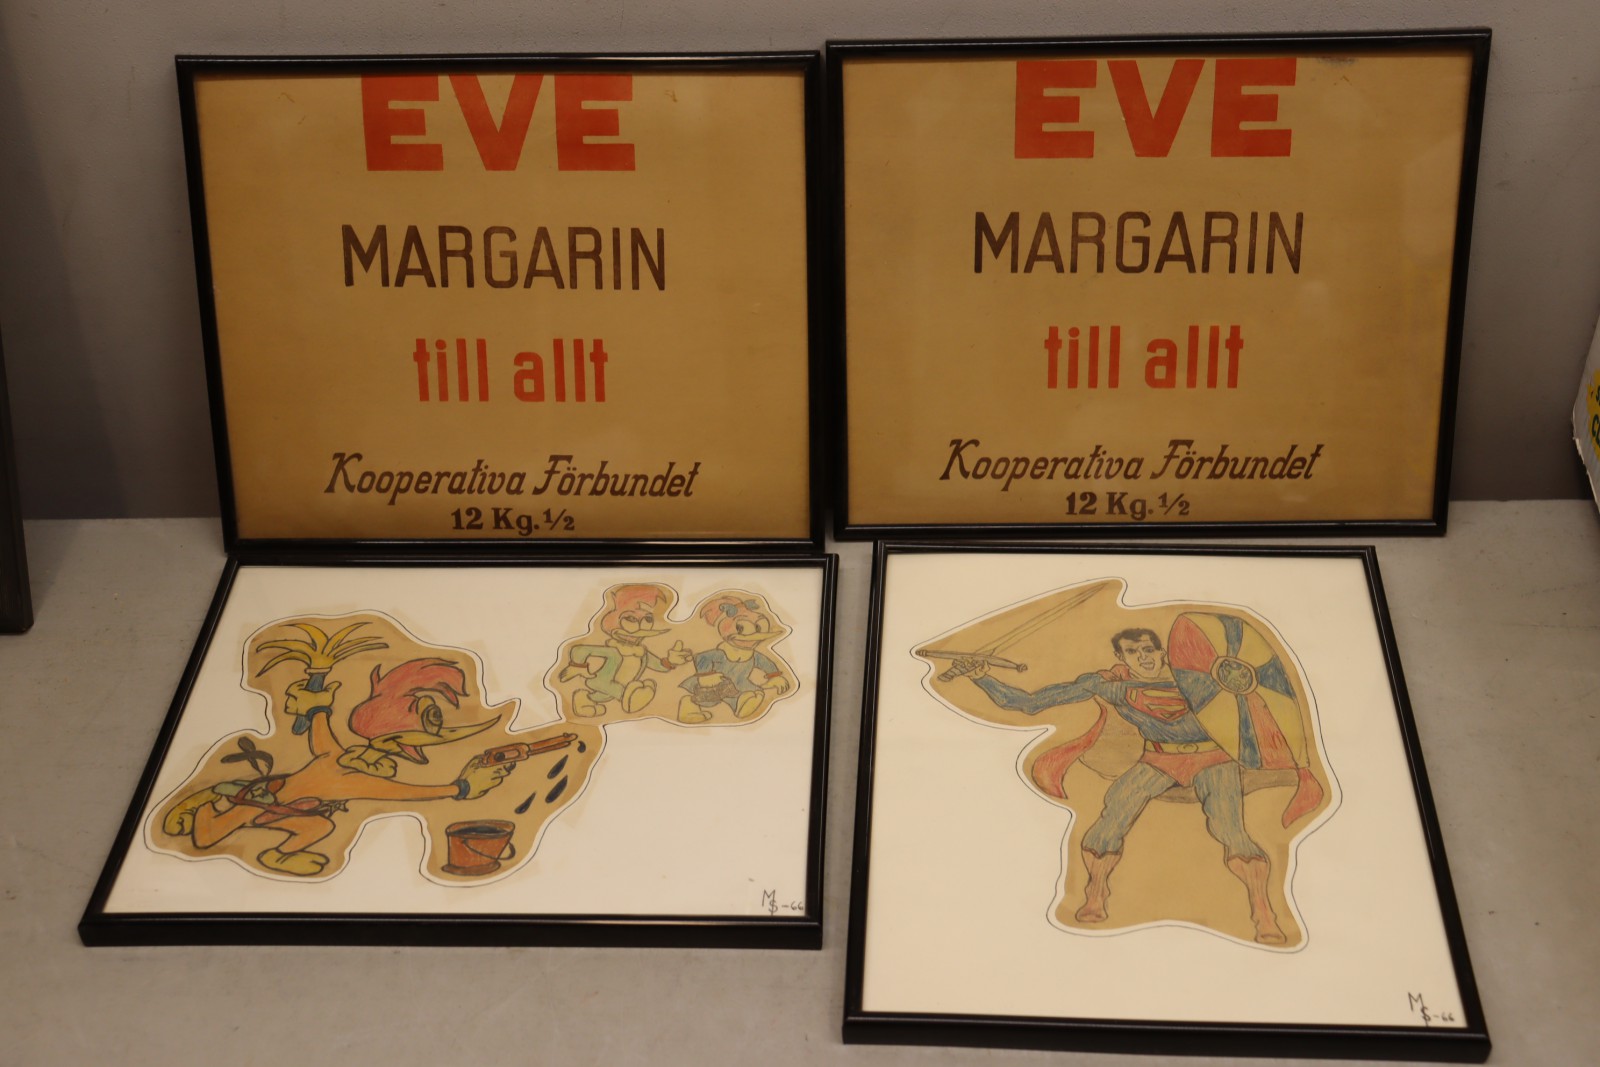 EVE
MARGARIN
till allt
Kooperativa Förbundet
12 Kg. 1/2
EVE
MARGARIN
till allt
Kooperativa Förbundet
12 Kg. 1/2
MS-66
S
MS-66